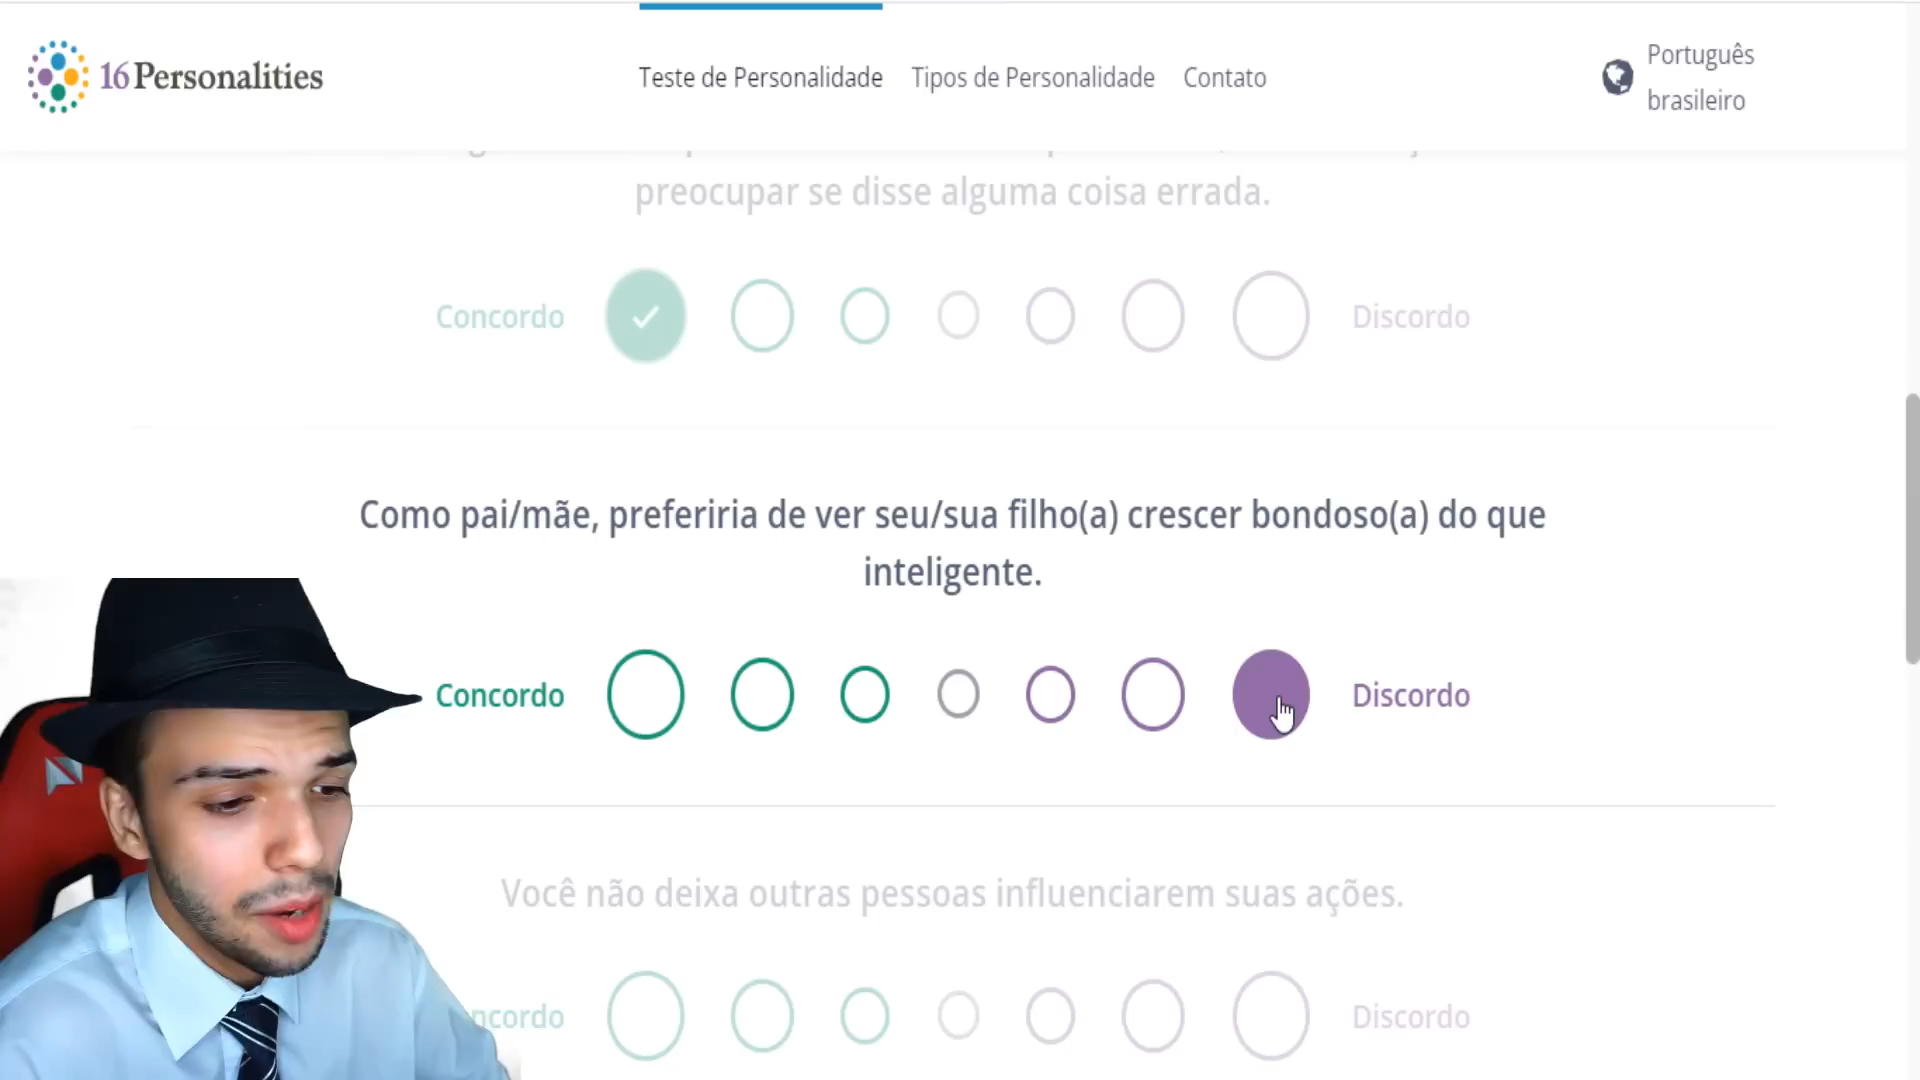 16Personalities
Teste de Personalidade
Tipos de Personalidade
Contato
Português
brasileiro
preocupar se disse alguma coisa errada.
Concordo
Discordo
Como pai/mãe, preferiria de ver seu/sua filho(a) crescer bondoso(a) do que
inteligente.
Concordo
Discordo
Você não deixa outras pessoas influenciarem suas ações.
ncordo
Discordo